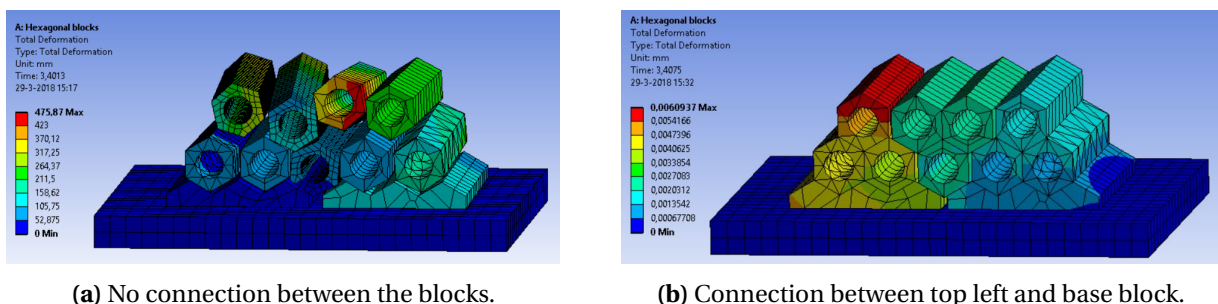 A: Hexagonal blocks
Total Deformation
Type: Total Deformation
Unit: mm
Time: 3,4013
29-3-2018 15:17
475,87 Max
423
370,12
317,25
264,37
211,5
158,62
105,75
52,875
0 Min
(a) No connection between the blocks.
A: Hexagonal blocks
Total Deformation
Type: Total Deformation
Unit: mm
Time: 3,4075
29-3-2018 15:32
0,0060937 Max
0,0054166
0,0047396
0,0040625
0,0033854
0,0027083
0,0020312
0,0013542
0,00067708
0 Min
(b) Connection between top left and base block.